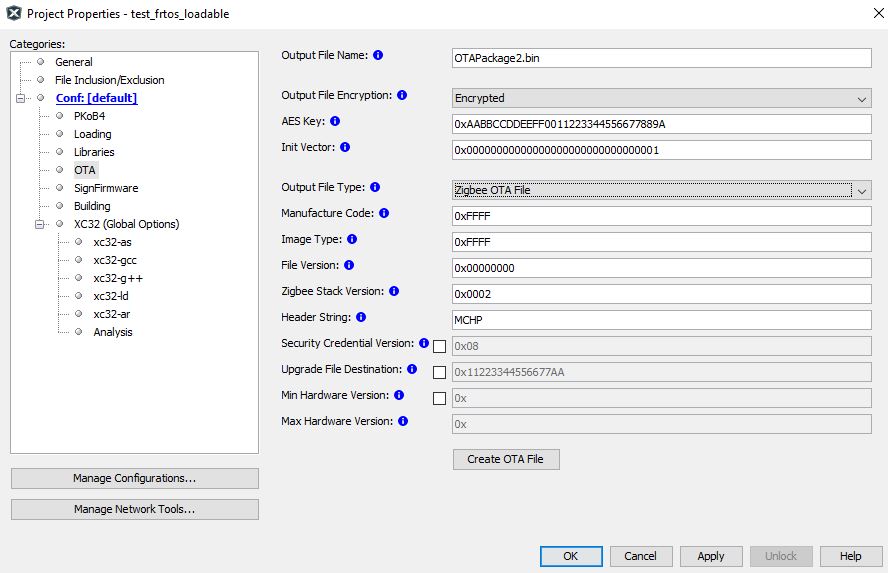 Project Properties - test_frtos_loadable
Categories:
General
File Inclusion/Exclusion
Conf: [default]
PKoB4
Loading
Libraries
OTA
SignFirmware
Building
XC32 (Global Options)
xc32-as
xc32-gcc
xc32-g++
xc32-ld
xc32-ar
Analysis
Manage Configurations...
Manage Network Tools...
Output File Name: OTAPackage2.bin
Output File Encryption: Encrypted
AES Key: 0xAABBCCDDEEFF0011223344556677889A
Init Vector: 0x00000000000000000000000000000001
Output File Type: Zigbee OTA File
Manufacture Code: 0xFFFF
Image Type: 0xFFFF
File Version: 0x00000000
Zigbee Stack Version: 0x0002
Header String: MCHP
Security Credential Version: 0x08
Upgrade File Destination: 0x11223344556677AA
Min Hardware Version: 0x
Max Hardware Version: 0x
Create OTA File
OK Cancel Apply Unlock Help